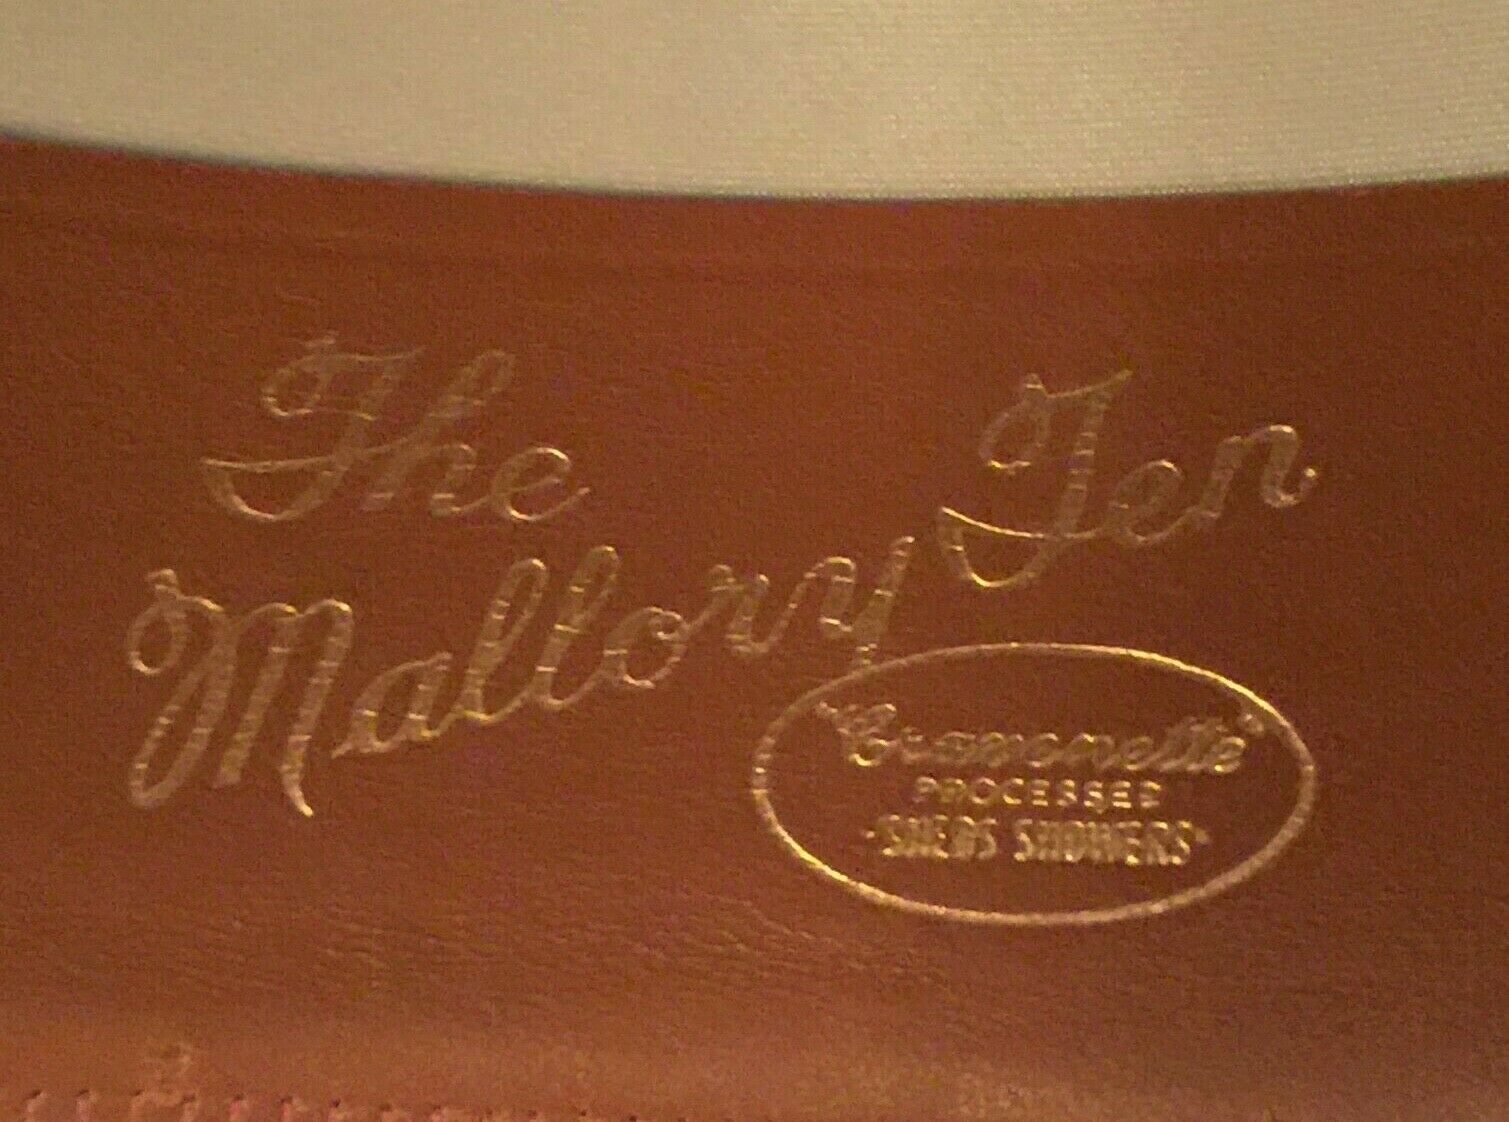 The
Mallory Ten
"Cravenette"
PROCESSED
"SHEDS SHOWERS"